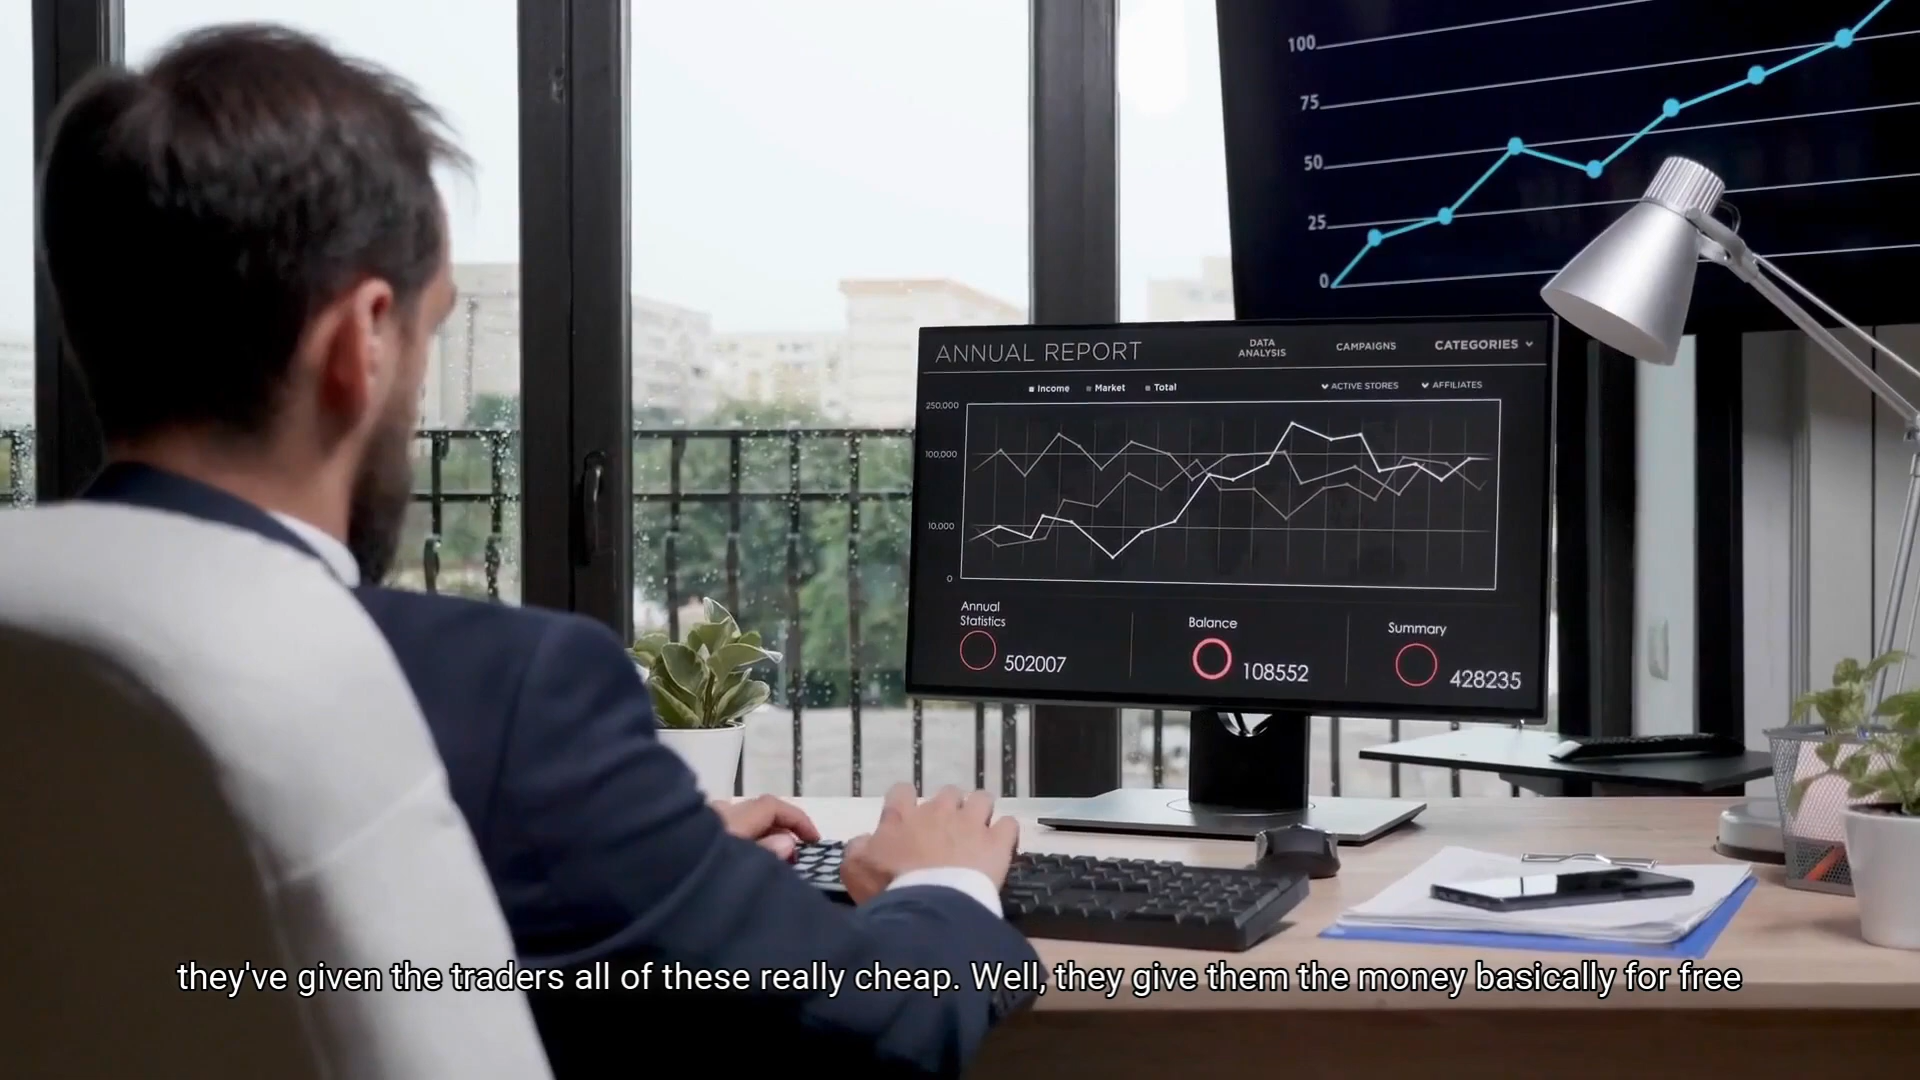 100
75
50
25
0
ANNUAL REPORT
DATA
ANALYSIS
CAMPAIGNS
CATEGORIES
Income
Market
Total
ACTIVE STORES
AFFILIATES
250,000
100,000
10,000
0
Annual
Statistics
502007
Balance
108552
Summary
428235
they've given the traders all of these really cheap. Well, they give them the money basically for free